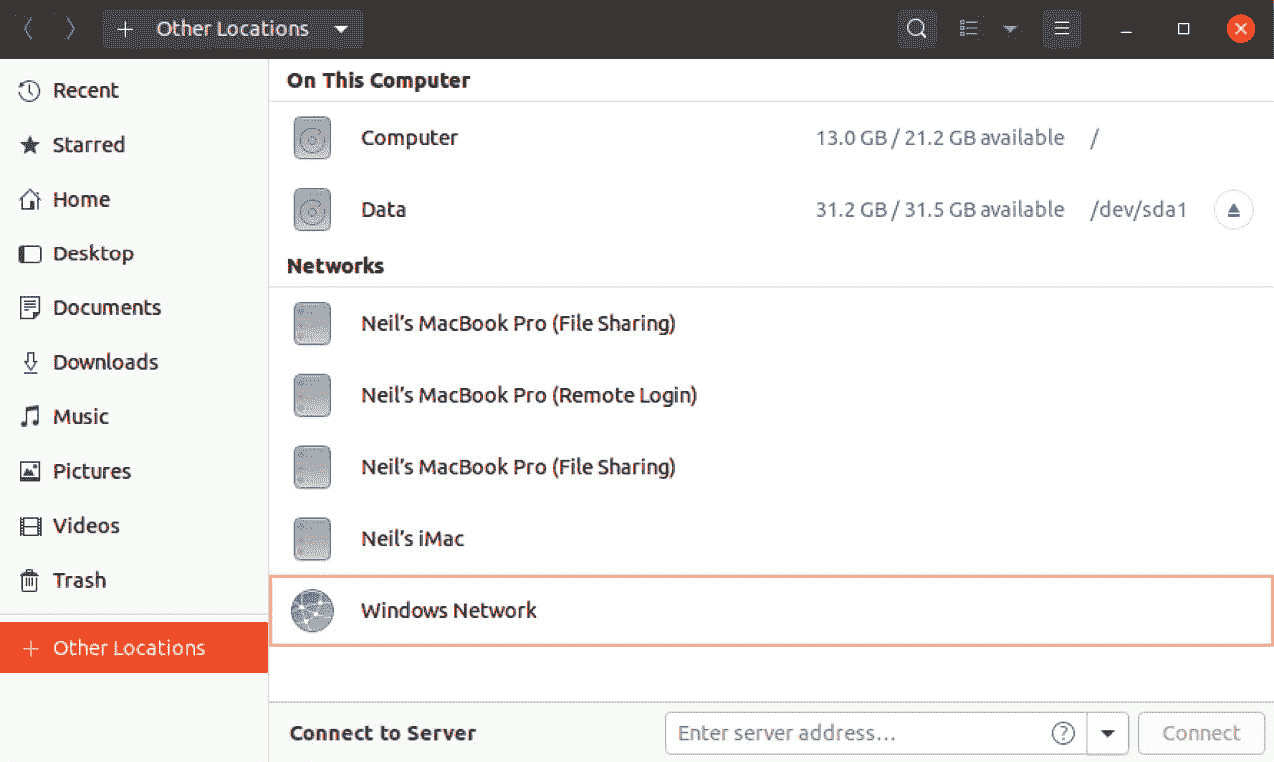 Other Locations
Recent
Starred
Home
Desktop
Documents
Downloads
Music
Pictures
Videos
Trash
Other Locations
On This Computer
Computer 13.0 GB / 21.2 GB available /
Data 31.2 GB / 31.5 GB available /dev/sda1
Networks
Neil’s MacBook Pro (File Sharing)
Neil’s MacBook Pro (Remote Login)
Neil’s MacBook Pro (File Sharing)
Neil’s iMac
Windows Network
Connect to Server Enter server address... ? Connect